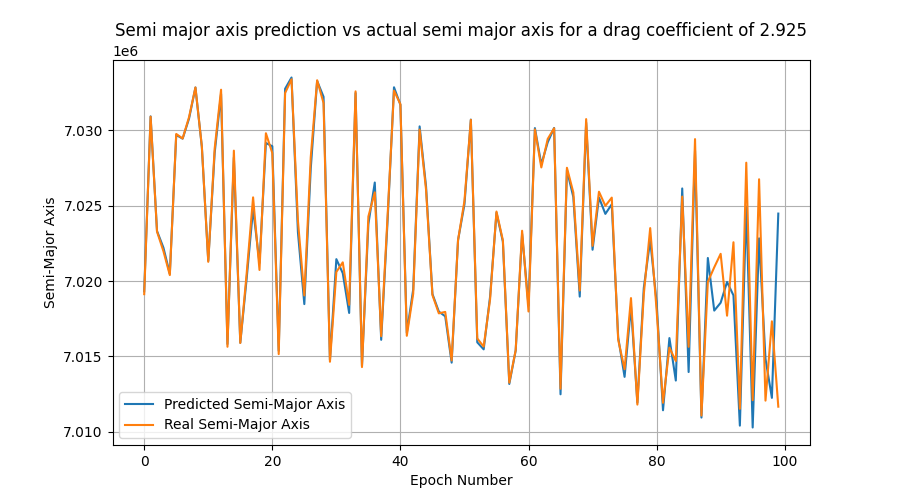 Semi major axis prediction vs actual semi major axis for a drag coefficient of 2.925
1e6
7.030
7.025
7.020
7.015
7.010
Semi-Major Axis
Predicted Semi-Major Axis
Real Semi-Major Axis
0 20 40 60 80 100
Epoch Number